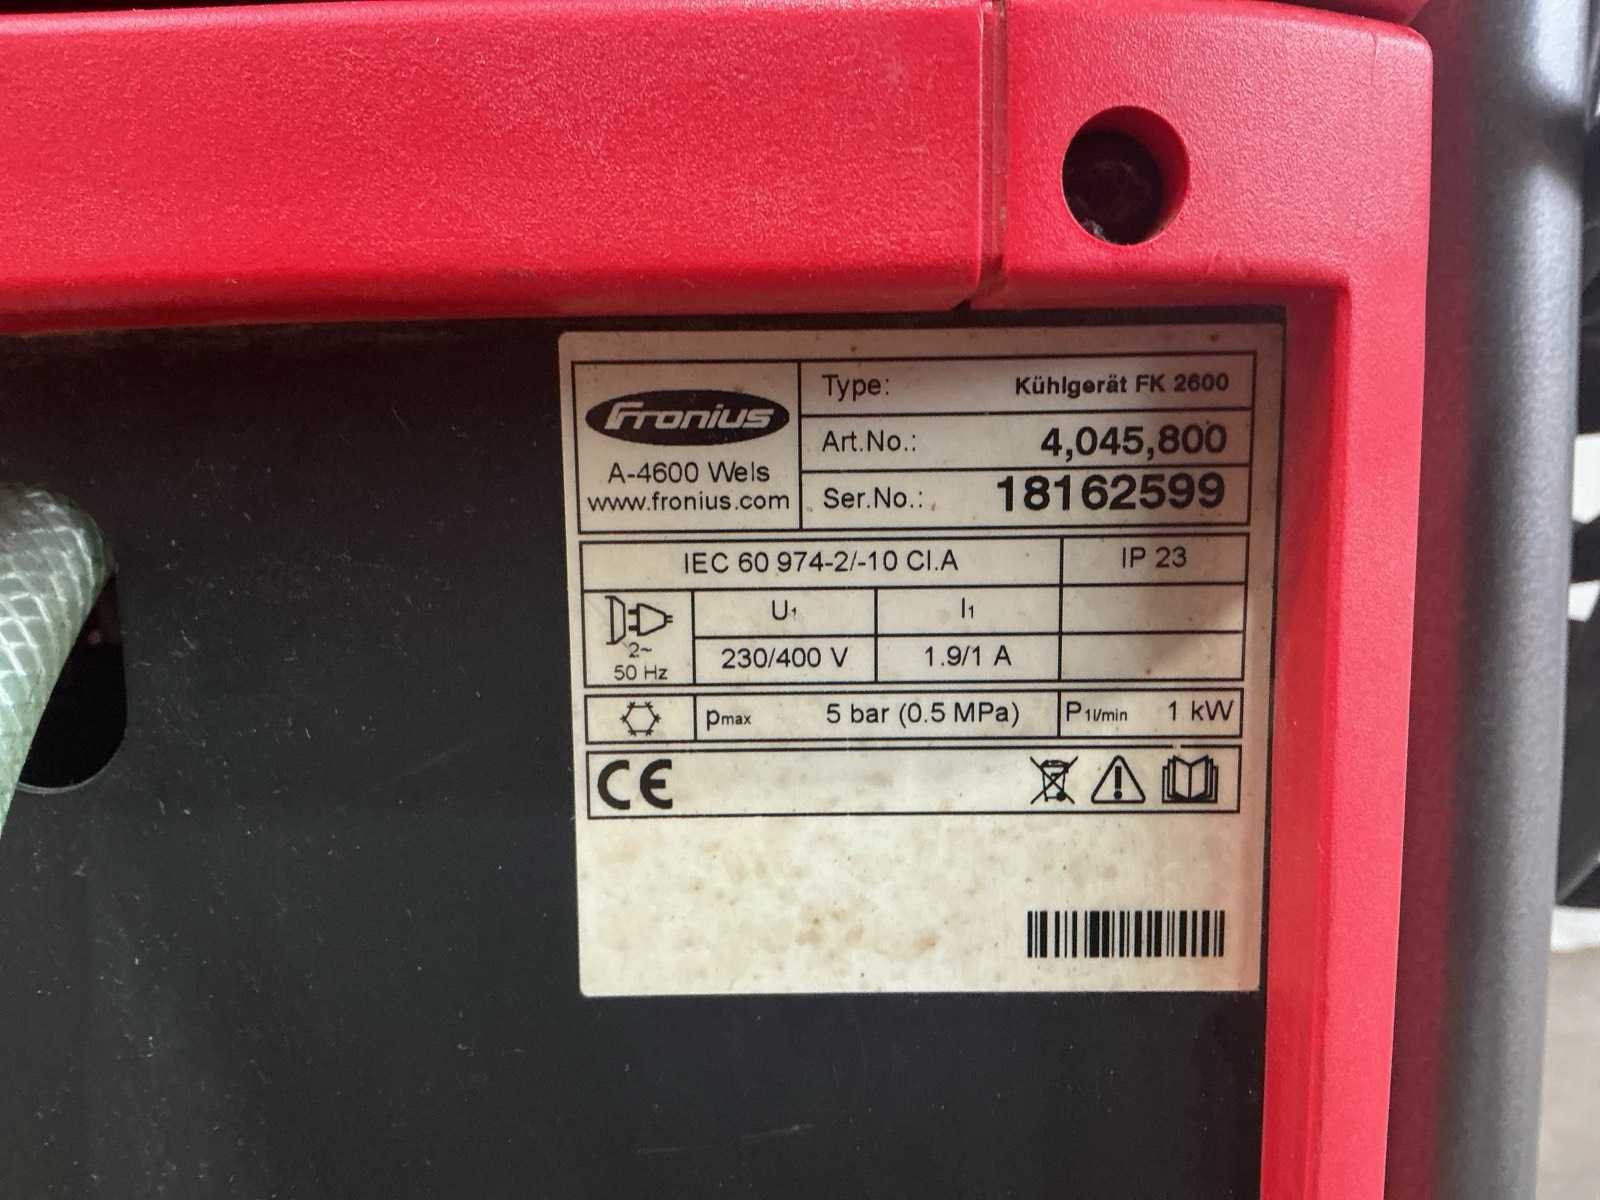 Fronius
A-4600 Wels
www.fronius.com
Type: Kühlgerät FK 2600
Art.No.: 4,045,800
Ser.No.: 18162599
IEC 60 974-2/-10 Cl.A IP 23
U1 I1
2~
50 Hz
230/400 V 1.9/1 A
pmax 5 bar (0.5 MPa) P1l/min 1 kW
CE